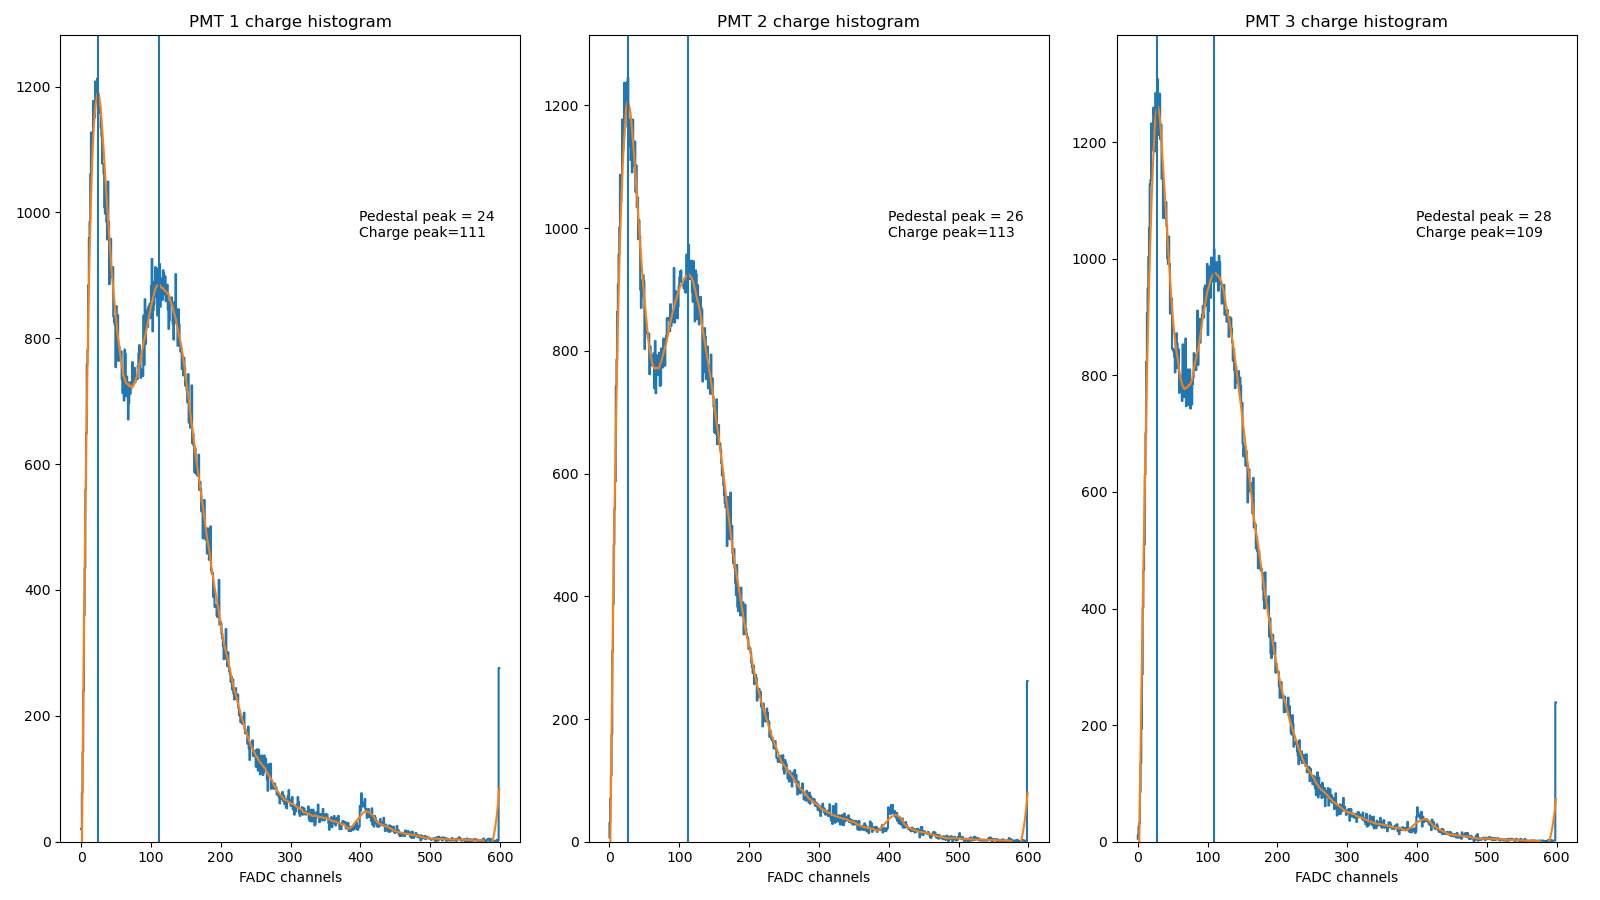 PMT 1 charge histogram
1200
1000
800
600
400
200
0
Pedestal peak = 24
Charge peak=111
0 100 200 300 400 500 600
FADC channels
PMT 2 charge histogram
1200
1000
800
600
400
200
0
Pedestal peak = 26
Charge peak=113
0 100 200 300 400 500 600
FADC channels
PMT 3 charge histogram
1200
1000
800
600
400
200
0
Pedestal peak = 28
Charge peak=109
0 100 200 300 400 500 600
FADC channels